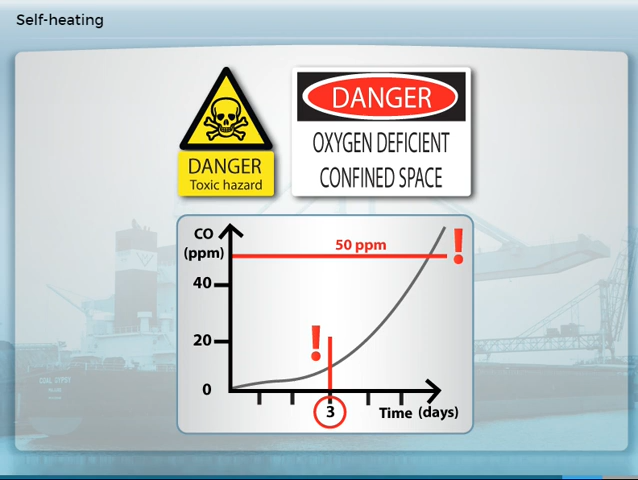 Self-heating
DANGER
Toxic hazard
DANGER
OXYGEN DEFICIENT
CONFINED SPACE
CO
(ppm)
50 ppm
!
40
20
!
0
3
Time (days)